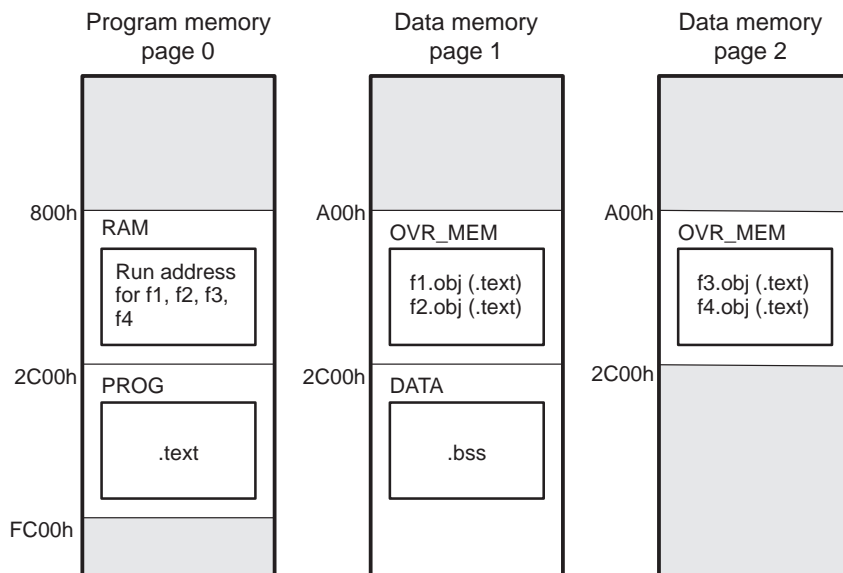 Program memory
page 0
Data memory
page 1
Data memory
page 2
800h
RAM
Run address
for f1, f2, f3,
f4
2C00h
PROG
.text
FC00h
A00h
OVR_MEM
f1.obj (.text)
f2.obj (.text)
2C00h
DATA
.bss
A00h
OVR_MEM
f3.obj (.text)
f4.obj (.text)
2C00h